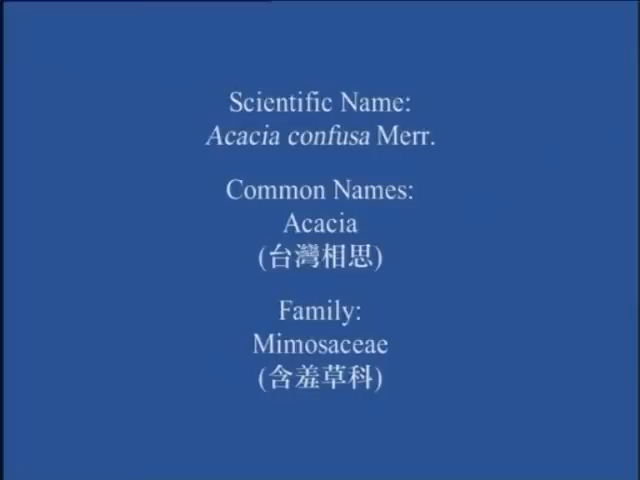 Scientific Name:
Acacia confusa Merr.
Common Names:
Acacia
(台灣相思)
Family:
Mimosaceae
(含羞草科)